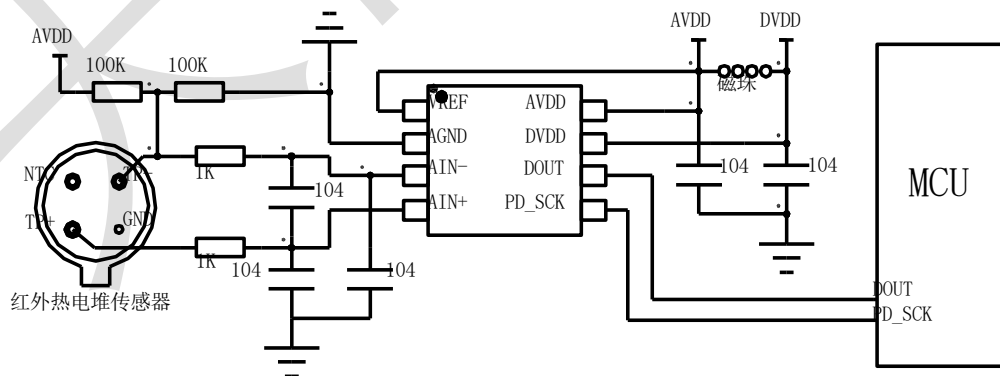 AVDD
DVDD
AVDD
100K
100K
磁珠
VREF
AVDD
AGND
DVDD
AIN-
DOUT
AIN+
PD_SCK
NTC
TP-
1K
104
104
104
MCU
TP+
GND
1K
104
104
红外热电堆传感器
DOUT
PD_SCK